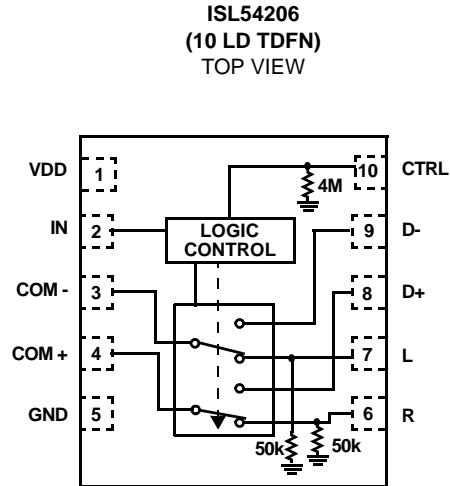 ISL54206
(10 LD TDFN)
TOP VIEW
VDD 1
10 CTRL
4M
IN 2
LOGIC
CONTROL
9 D-
COM - 3
8 D+
COM + 4
7 L
GND 5
6 R
50k 50k